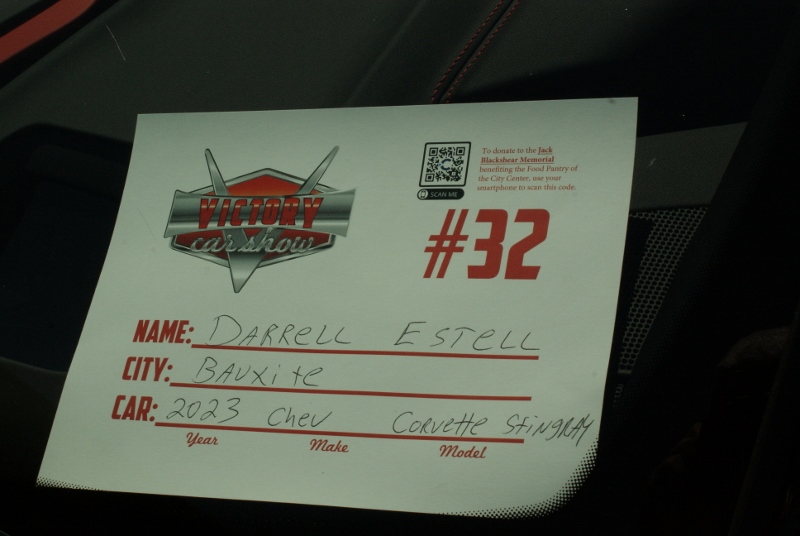 VICTORY
car show
To donate to the Jack
Blackshear Memorial
benefiting the Food Pantry of
the City Center, use your
smartphone to scan this code.
SCAN ME
#32
NAME: DARRELL ESTELL
CITY: BAUXite
CAR: 2023 Chev Corvette StiNgRAY
Year Make Model